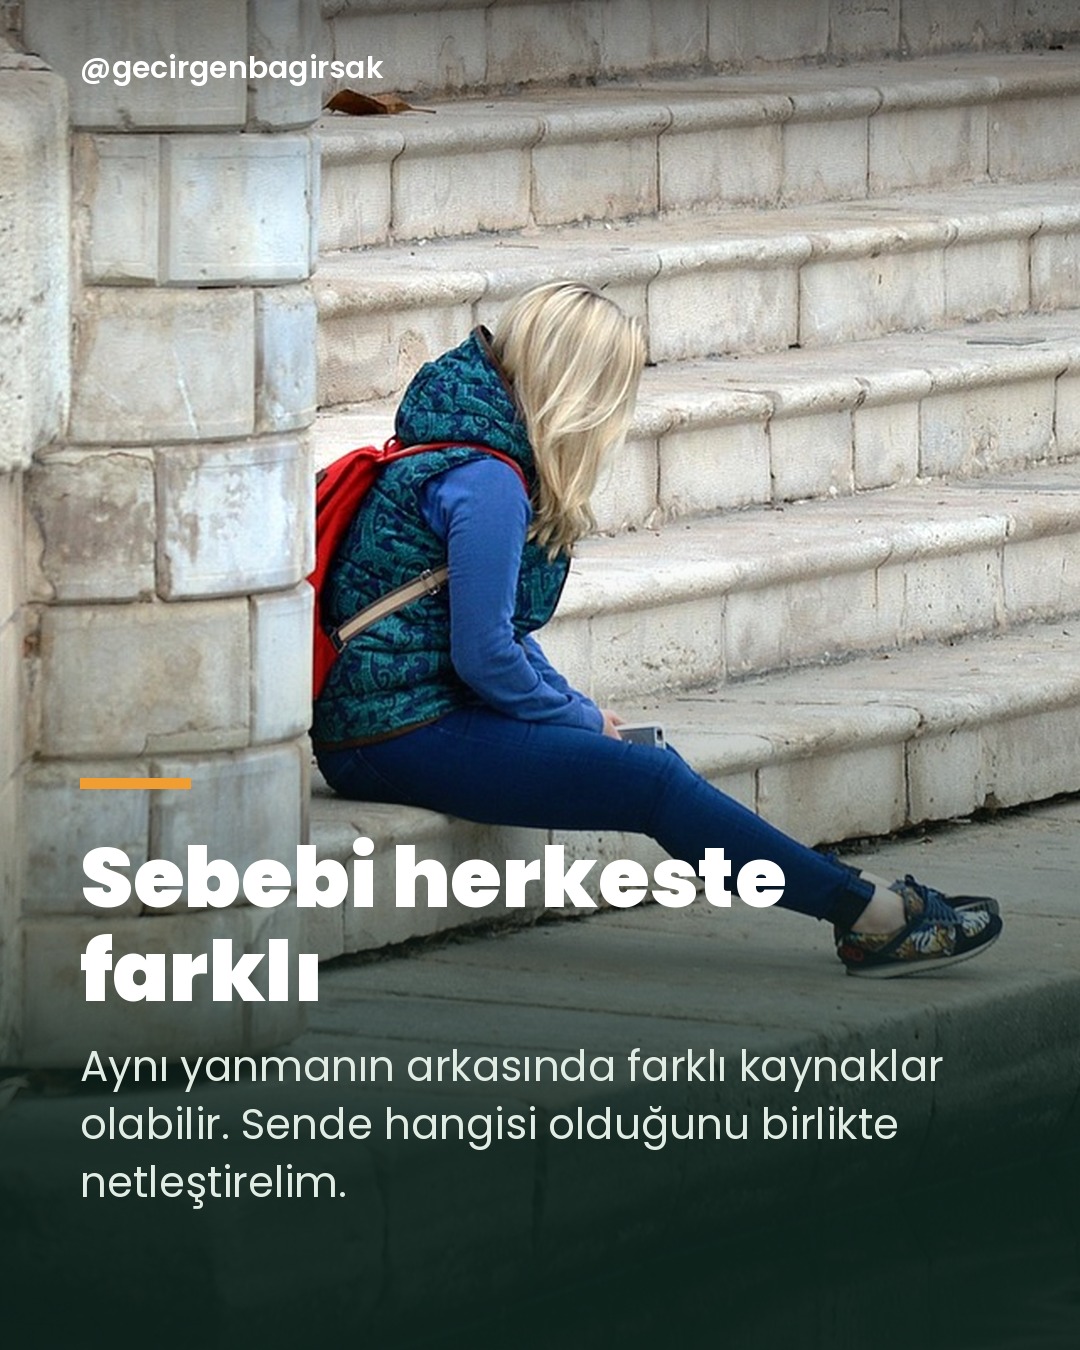 @gecirgenbagirsak
Sebebi herkeste
farklı
Aynı yanmanın arkasında farklı kaynaklar
olabilir. Sende hangisi olduğunu birlikte
netleştirelim.